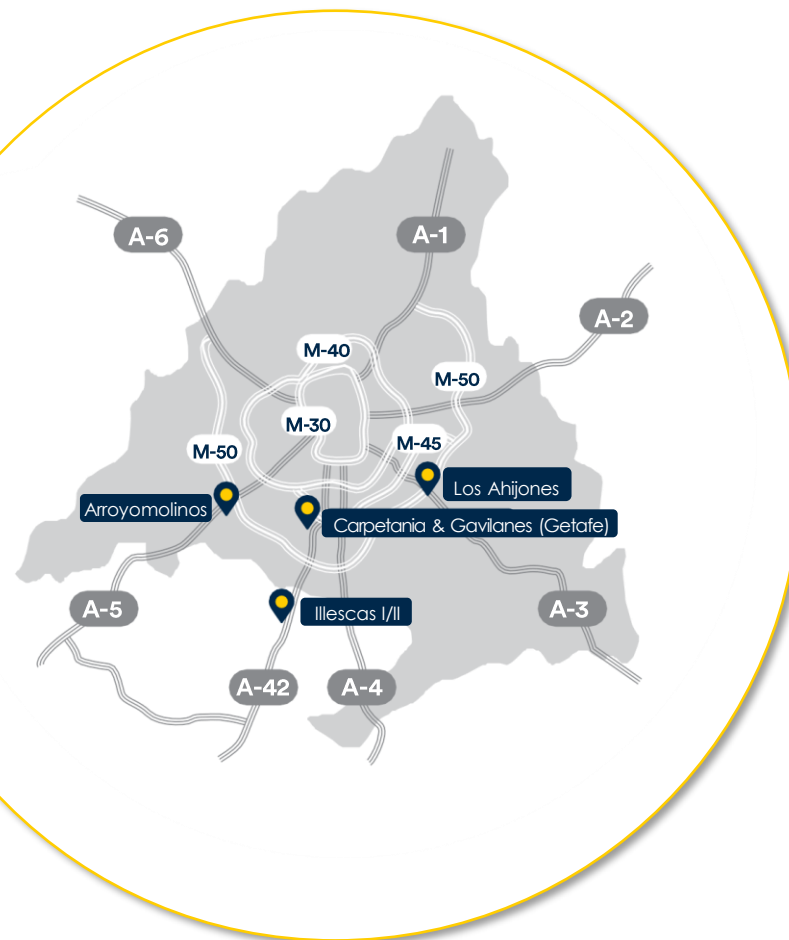 A-6
A-1
A-2
M-40
M-50
M-30
M-45
M-50
Los Ahijones
Arroyomolinos
Carpetania & Gavilanes (Getafe)
A-5
Illescas I/II
A-3
A-42
A-4